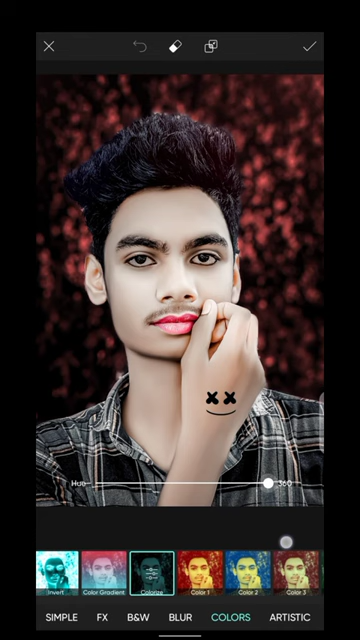 Hue 360
Invert Color Gradient Colorize Color 1 Color 2 Color 3
SIMPLE FX B&W BLUR COLORS ARTISTIC